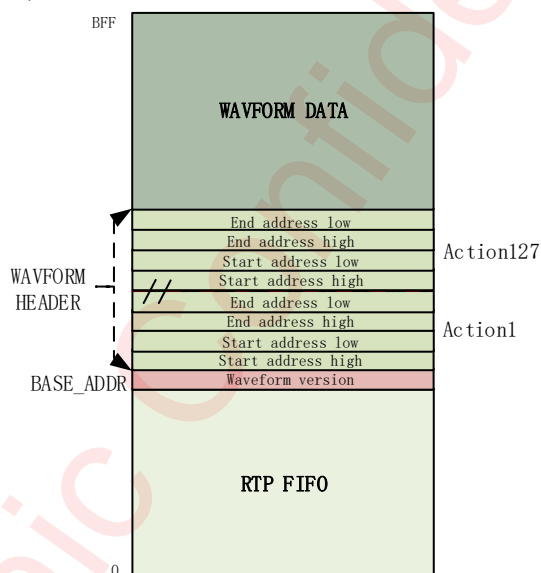 BFF
WAVFORM DATA
End address low
End address high
Start address low
Start address high
Action127
WAVFORM
HEADER
End address low
End address high
Start address low
Start address high
Action1
BASE_ADDR
Waveform version
RTP FIFO
0